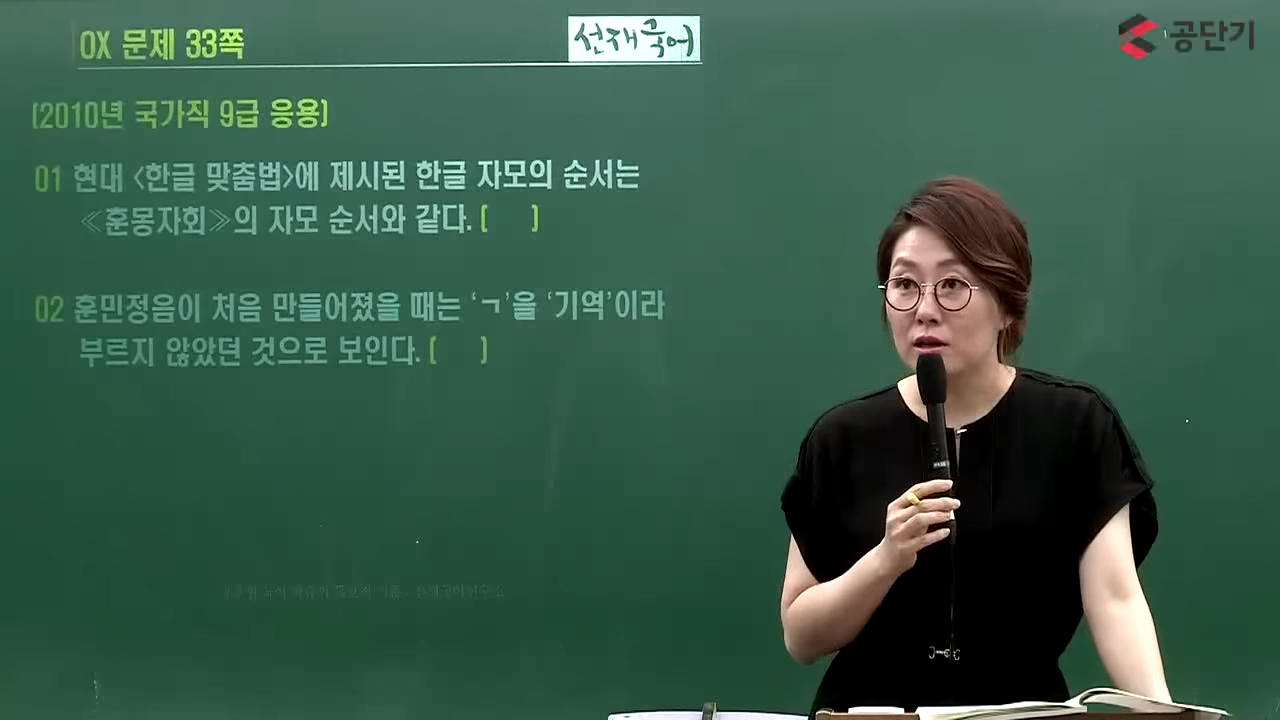 OX 문제 33쪽
선재국어
공단기
(2010년 국가직 9급 응용)
01 현대 <한글 맞춤법>에 제시된 한글 자모의 순서는
≪훈몽자회≫의 자모 순서와 같다. ( )
02 훈민정음이 처음 만들어졌을 때는 ‘ㄱ’을 ‘기역’이라
부르지 않았던 것으로 보인다. ( )